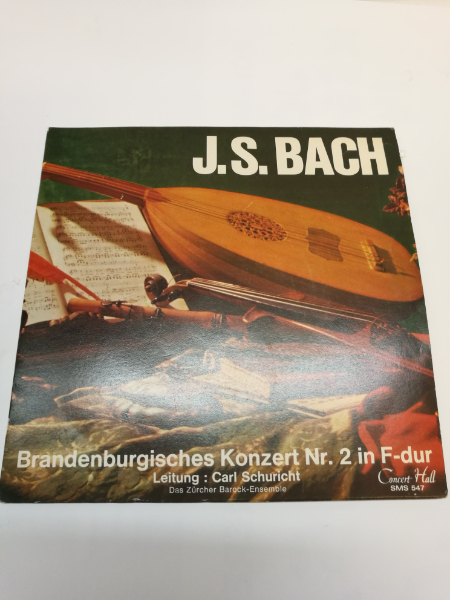 J.S. BACH
Brandenburgisches Konzert Nr. 2 in F-dur
Leitung : Carl Schuricht
Das Zürcher Barock-Ensemble
Concert Hall
SMS 547